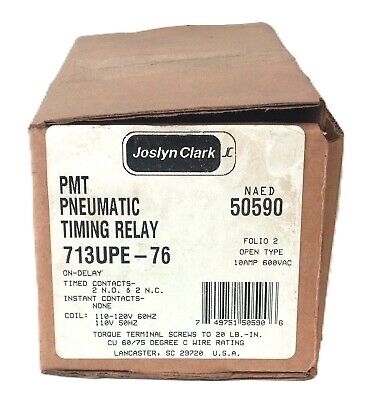 Joslyn Clark JC
PMT
PNEUMATIC
TIMING RELAY
713UPE-76
NAED
50590
FOLIO 2
OPEN TYPE
10AMP 600VAC
ON-DELAY
TIMED CONTACTS-
2 N.O. & 2 N.C.
INSTANT CONTACTS-
NONE
COIL: 110-120V 60HZ
110V 50HZ
7 49751 50590 6
TORQUE TERMINAL SCREWS TO 20 LB.-IN.
CU 60/75 DEGREE C WIRE RATING
LANCASTER, SC 29720 U.S.A.